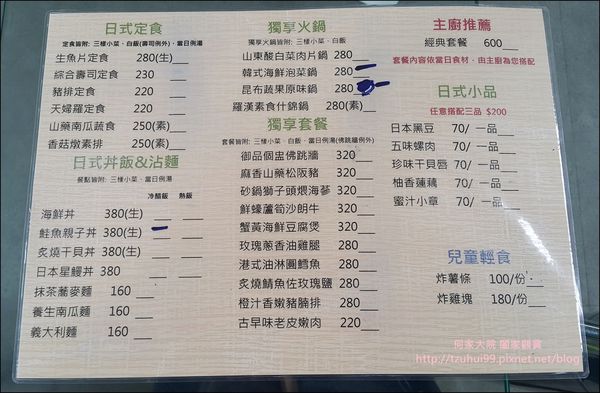 日式定食
定食皆附: 三樣小菜、白飯(壽司例外)、當日例湯
生魚片定食 280(生)
綜合壽司定食 230
豬排定食 220
天婦羅定食 220
山藥南瓜蔬食 250(素)
香菇燉素排 250(素)
日式丼飯&沾麵
餐點皆附: 三樣小菜、當日例湯
冷醋飯 熱飯
海鮮丼 380(生)
鮭魚親子丼 380(生)
炙燒干貝丼 380(生)
日本星鰻丼 380
抹茶蕎麥麵 160
養生南瓜麵 160
義大利麵 160
獨享火鍋
獨享火鍋皆附: 三樣小菜、白飯
山東酸白菜肉片鍋 280
韓式海鮮泡菜鍋 280
昆布蔬果原味鍋 280
羅漢素食什錦鍋 280(素)
獨享套餐
套餐皆附: 三樣小菜、白飯、當日例湯(佛跳牆例外)
御品個盅佛跳牆 320
麻香山藥松阪豬 320
砂鍋獅子頭煨海蔘 320
鮮蠔蘆筍沙朗牛 320
蟹黃海鮮豆腐煲 320
玫瑰蔥香油雞腿 280
港式油淋圓鱈魚 280
炙燒鯖魚佐玫瑰鹽 280
橙汁香嫩豬腩排 280
古早味老皮嫩肉 220
主廚推薦
經典套餐 600
套餐內容依當日食材，由主廚為您搭配
日式小品
任意搭配三品 $200
日本黑豆 70/ 一品
五味螺肉 70/ 一品
珍味干貝唇 70/ 一品
柚香蓮藕 70/ 一品
蜜汁小章 70/ 一品
兒童輕食
炸薯條 100/份
炸雞塊 180/份
何家大院 闔家觀賞
http://tzuhui99.pixnet.net/blog